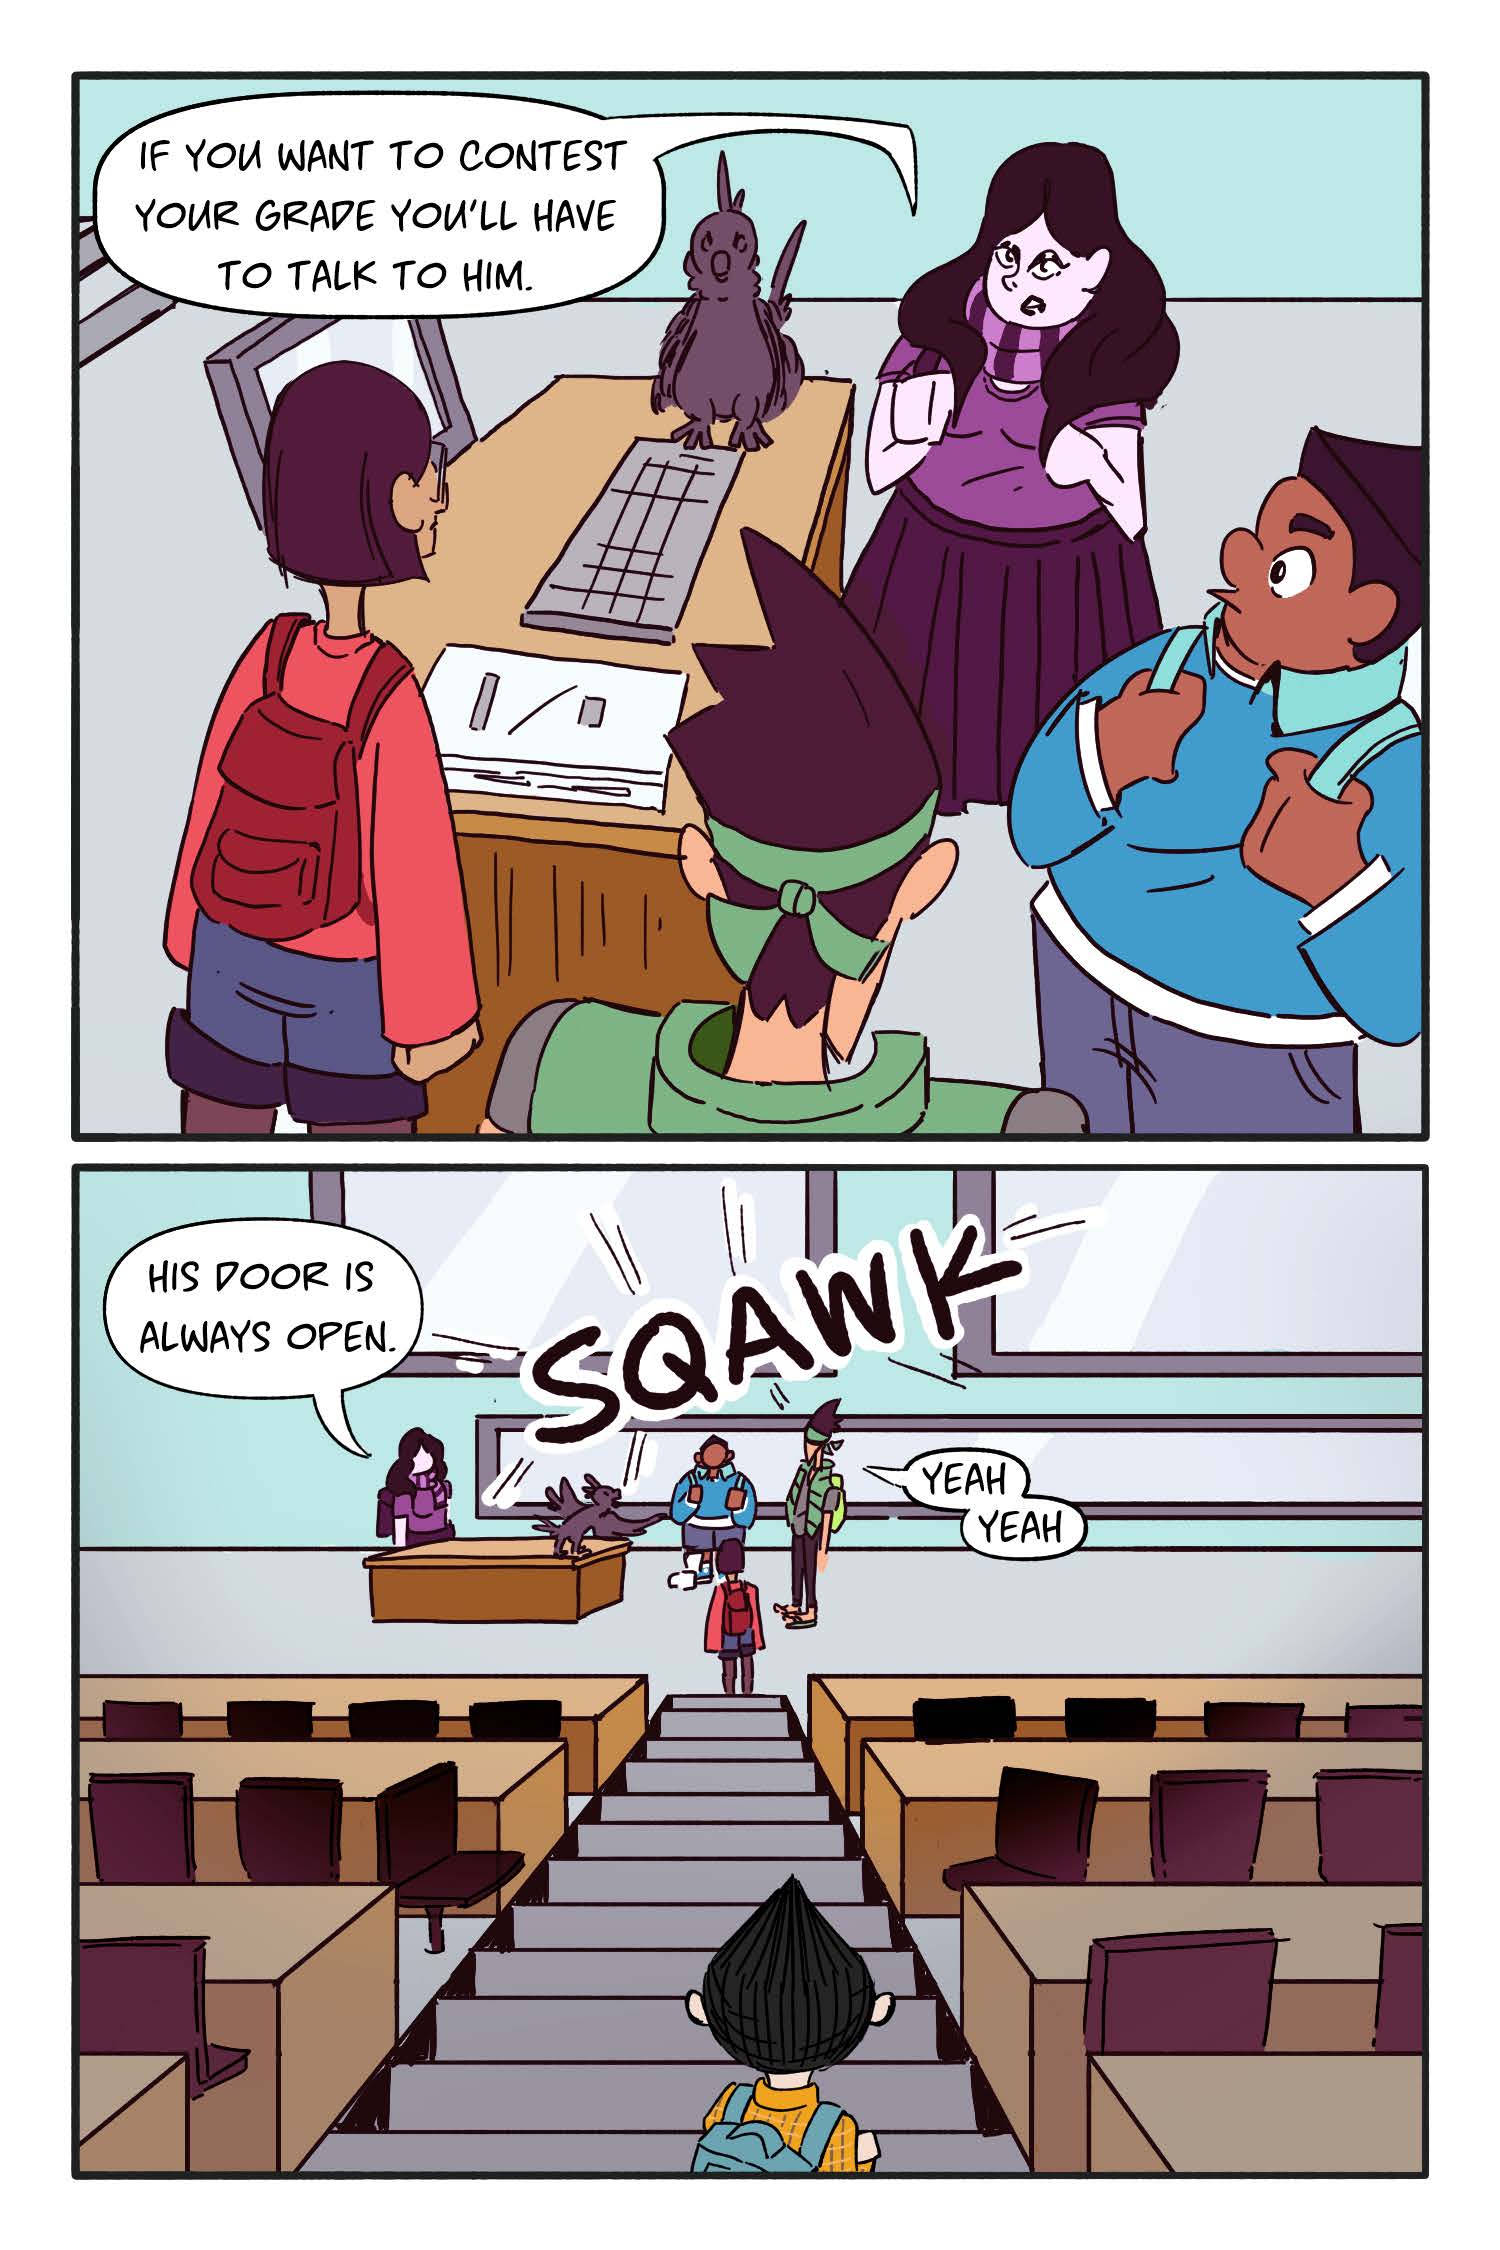 IF YOU WANT TO CONTEST
YOUR GRADE YOU'LL HAVE
TO TALK TO HIM.
HIS DOOR IS
ALWAYS OPEN.
SQAWK
YEAH
YEAH